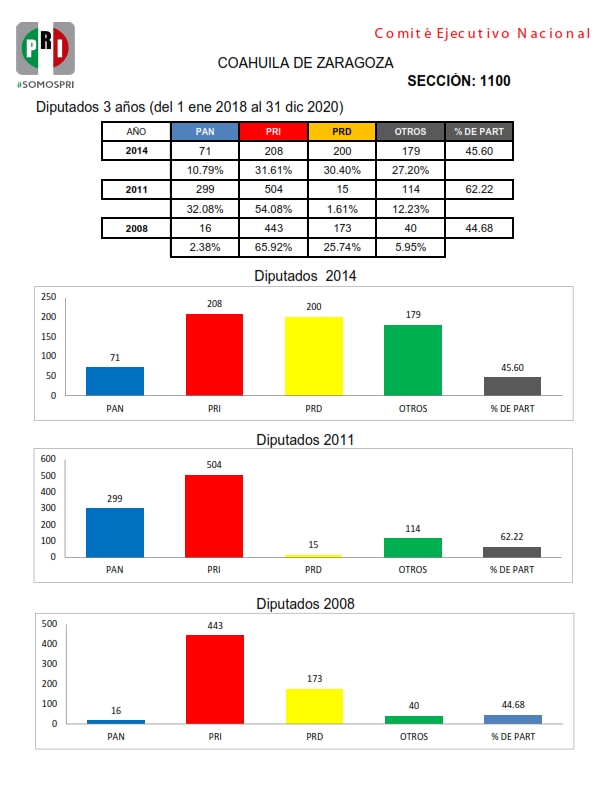 Comité Ejecutivo Nacional
PRI
#SOMOSPRI
COAHUILA DE ZARAGOZA
SECCIÓN: 1100
Diputados 3 años (del 1 ene 2018 al 31 dic 2020)
AÑO PAN PRI PRD OTROS % DE PART
2014 71 208 200 179 45.60
10.79% 31.61% 30.40% 27.20%
2011 299 504 15 114 62.22
32.08% 54.08% 1.61% 12.23%
2008 16 443 173 40 44.68
2.38% 65.92% 25.74% 5.95%
Diputados 2014
250
200
150
100
50
0
71 208 200 179 45.60
PAN PRI PRD OTROS % DE PART
Diputados 2011
600
500
400
300
200
100
0
299 504 15 114 62.22
PAN PRI PRD OTROS % DE PART
Diputados 2008
500
400
300
200
100
0
16 443 173 40 44.68
PAN PRI PRD OTROS % DE PART